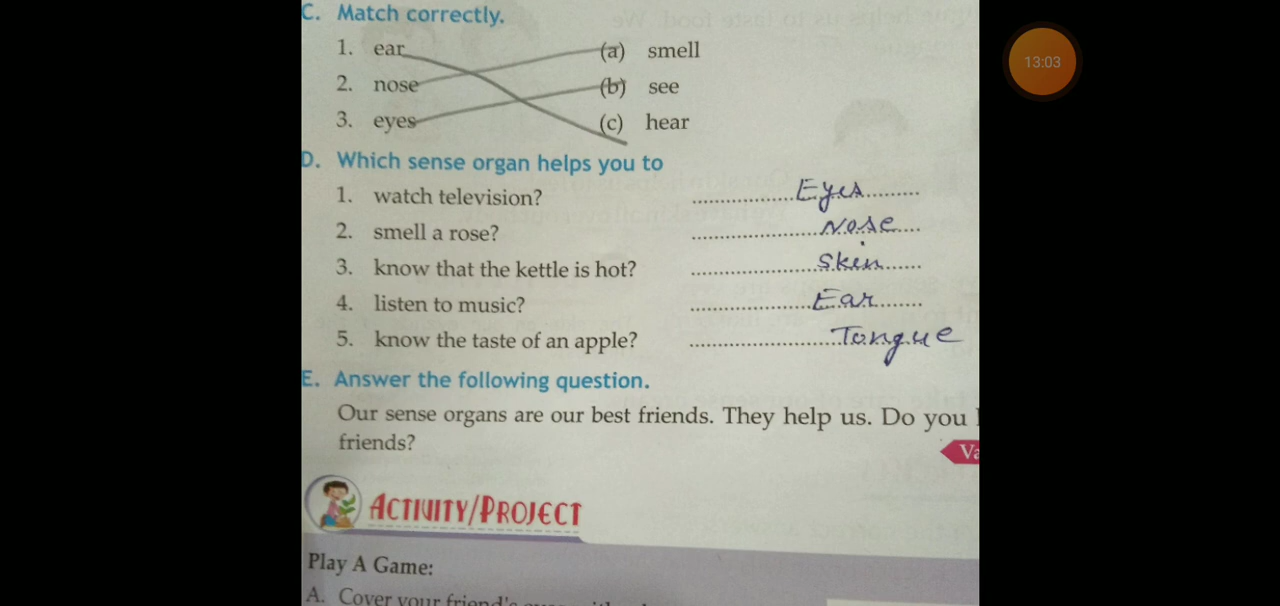 C. Match correctly.
1. ear (a) smell
2. nose (b) see
3. eyes (c) hear
D. Which sense organ helps you to
1. watch television? Eyes
2. smell a rose? Nose
3. know that the kettle is hot? Skin
4. listen to music? Ear
5. know the taste of an apple? Tongue
E. Answer the following question.
Our sense organs are our best friends. They help us. Do you
friends?
ACTIVITY/PROJECT
Play A Game:
A. Cover your friend's
13:03